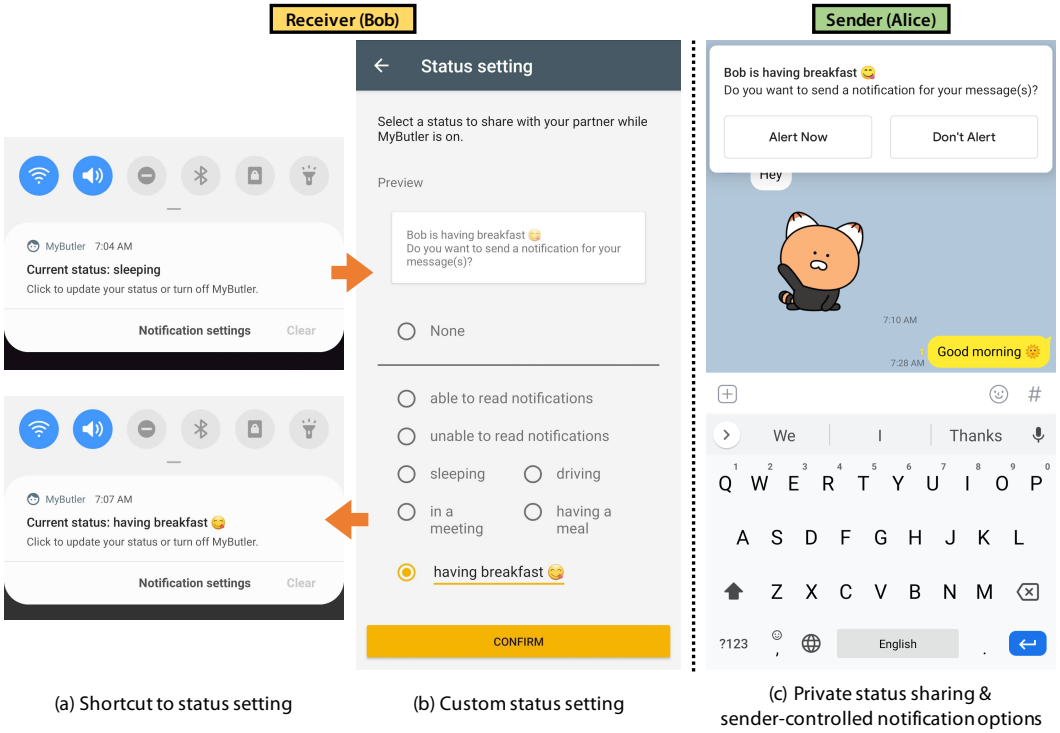 Receiver (Bob)
Sender (Alice)
MyButler 7:04 AM
Current status: sleeping
Click to update your status or turn off MyButler.
Notification settings Clear
MyButler 7:07 AM
Current status: having breakfast 😋
Click to update your status or turn off MyButler.
Notification settings Clear
(a) Shortcut to status setting
← Status setting
Select a status to share with your partner while
MyButler is on.
Preview
Bob is having breakfast 😋
Do you want to send a notification for your
message(s)?
None
able to read notifications
unable to read notifications
sleeping driving
in a
meeting
having a
meal
having breakfast 😋
CONFIRM
(b) Custom status setting
Bob is having breakfast 😋
Do you want to send a notification for your message(s)?
Alert Now Don't Alert
Hey
7:10 AM
1
7:28 AM
Good morning 🌞
#
We I Thanks
1 2 3 4 5 6 7 8 9 0
Q W E R T Y U I O P
A S D F G H J K L
Z X C V B N M
?123 , English .
(c) Private status sharing &
sender-controlled notification options